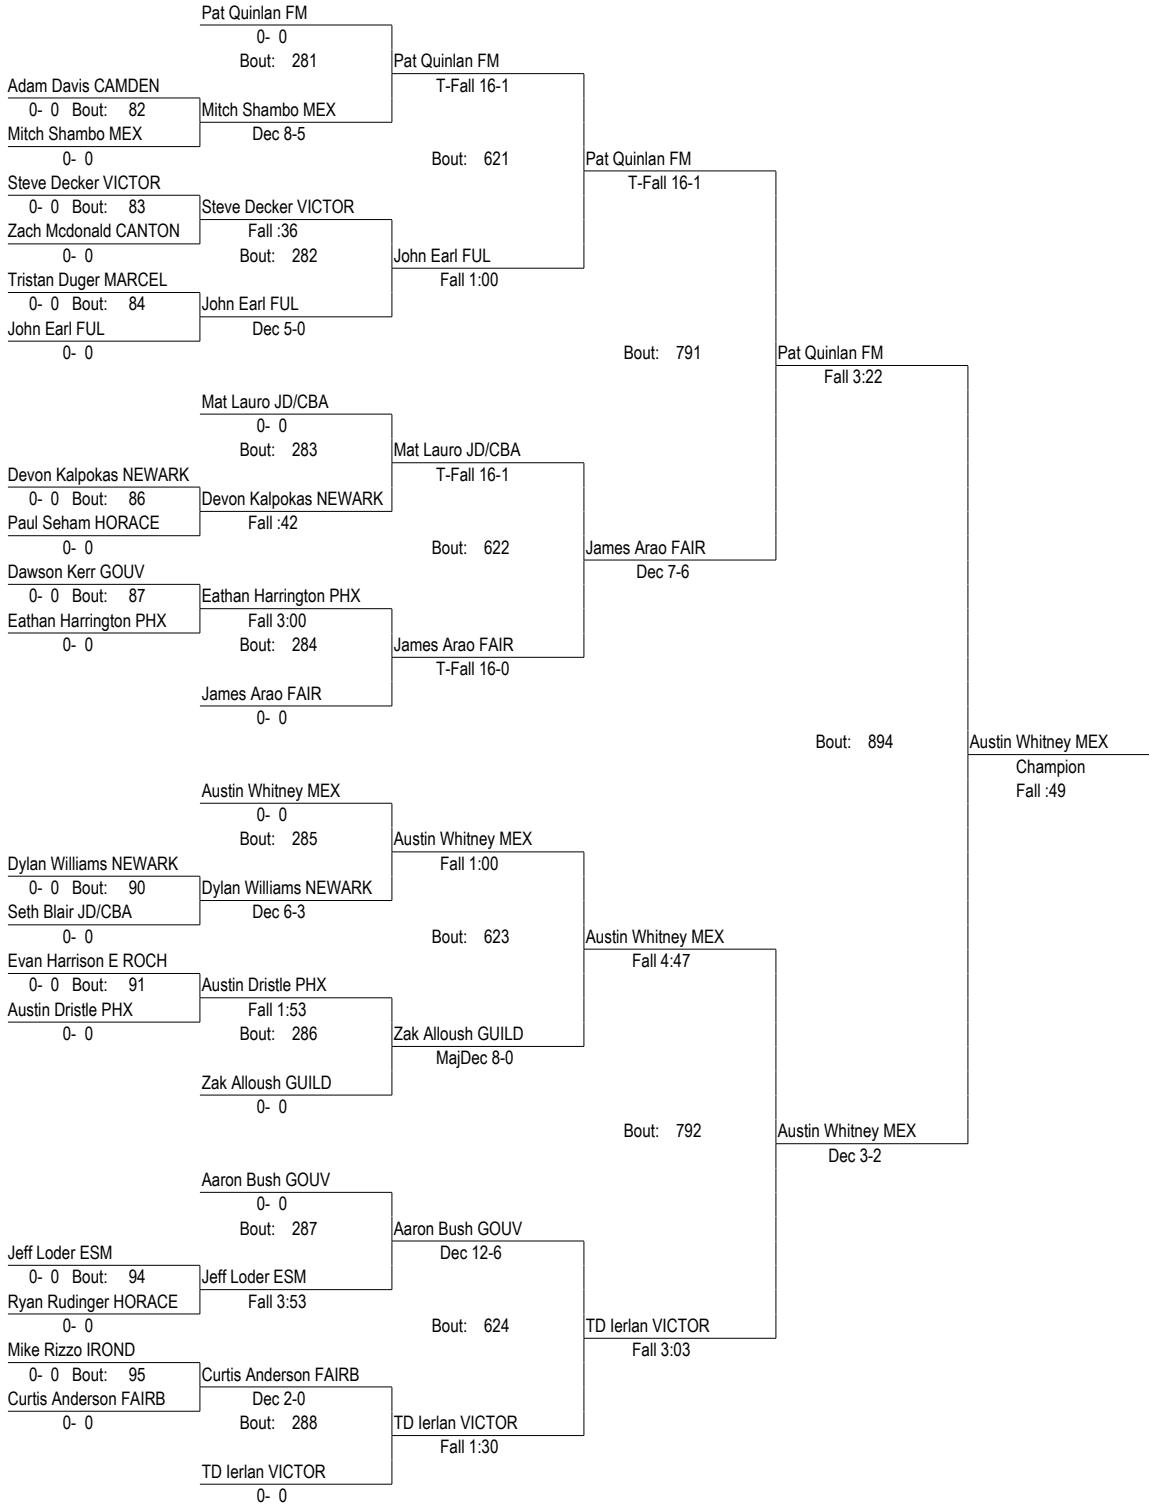 Pat Quinlan FM
0- 0
Bout: 281
Pat Quinlan FM
T-Fall 16-1
Adam Davis CAMDEN
0- 0 Bout: 82
Mitch Shambo MEX
Dec 8-5
Mitch Shambo MEX
0- 0
Bout: 621
Pat Quinlan FM
T-Fall 16-1
Steve Decker VICTOR
0- 0 Bout: 83
Steve Decker VICTOR
Fall :36
Zach Mcdonald CANTON
0- 0
Bout: 282
John Earl FUL
Fall 1:00
Tristan Duger MARCEL
0- 0 Bout: 84
John Earl FUL
Dec 5-0
John Earl FUL
0- 0
Bout: 791
Pat Quinlan FM
Fall 3:22
Mat Lauro JD/CBA
0- 0
Bout: 283
Mat Lauro JD/CBA
T-Fall 16-1
Devon Kalpokas NEWARK
0- 0 Bout: 86
Devon Kalpokas NEWARK
Fall :42
Paul Seham HORACE
0- 0
Bout: 622
James Arao FAIR
Dec 7-6
Dawson Kerr GOUV
0- 0 Bout: 87
Eathan Harrington PHX
Fall 3:00
Eathan Harrington PHX
0- 0
Bout: 284
James Arao FAIR
T-Fall 16-0
James Arao FAIR
0- 0
Bout: 894
Austin Whitney MEX
Champion
Fall :49
Austin Whitney MEX
0- 0
Bout: 285
Austin Whitney MEX
Fall 1:00
Dylan Williams NEWARK
0- 0 Bout: 90
Dylan Williams NEWARK
Dec 6-3
Seth Blair JD/CBA
0- 0
Bout: 623
Austin Whitney MEX
Fall 4:47
Evan Harrison E ROCH
0- 0 Bout: 91
Austin Dristle PHX
Fall 1:53
Austin Dristle PHX
0- 0
Bout: 286
Zak Alloush GUILD
MajDec 8-0
Zak Alloush GUILD
0- 0
Bout: 792
Austin Whitney MEX
Dec 3-2
Aaron Bush GOUV
0- 0
Bout: 287
Aaron Bush GOUV
Dec 12-6
Jeff Loder ESM
0- 0 Bout: 94
Jeff Loder ESM
Fall 3:53
Ryan Rudinger HORACE
0- 0
Bout: 624
TD Ierlan VICTOR
Fall 3:03
Mike Rizzo IROND
0- 0 Bout: 95
Curtis Anderson FAIRB
Dec 2-0
Curtis Anderson FAIRB
0- 0
Bout: 288
TD Ierlan VICTOR
Fall 1:30
TD Ierlan VICTOR
0- 0